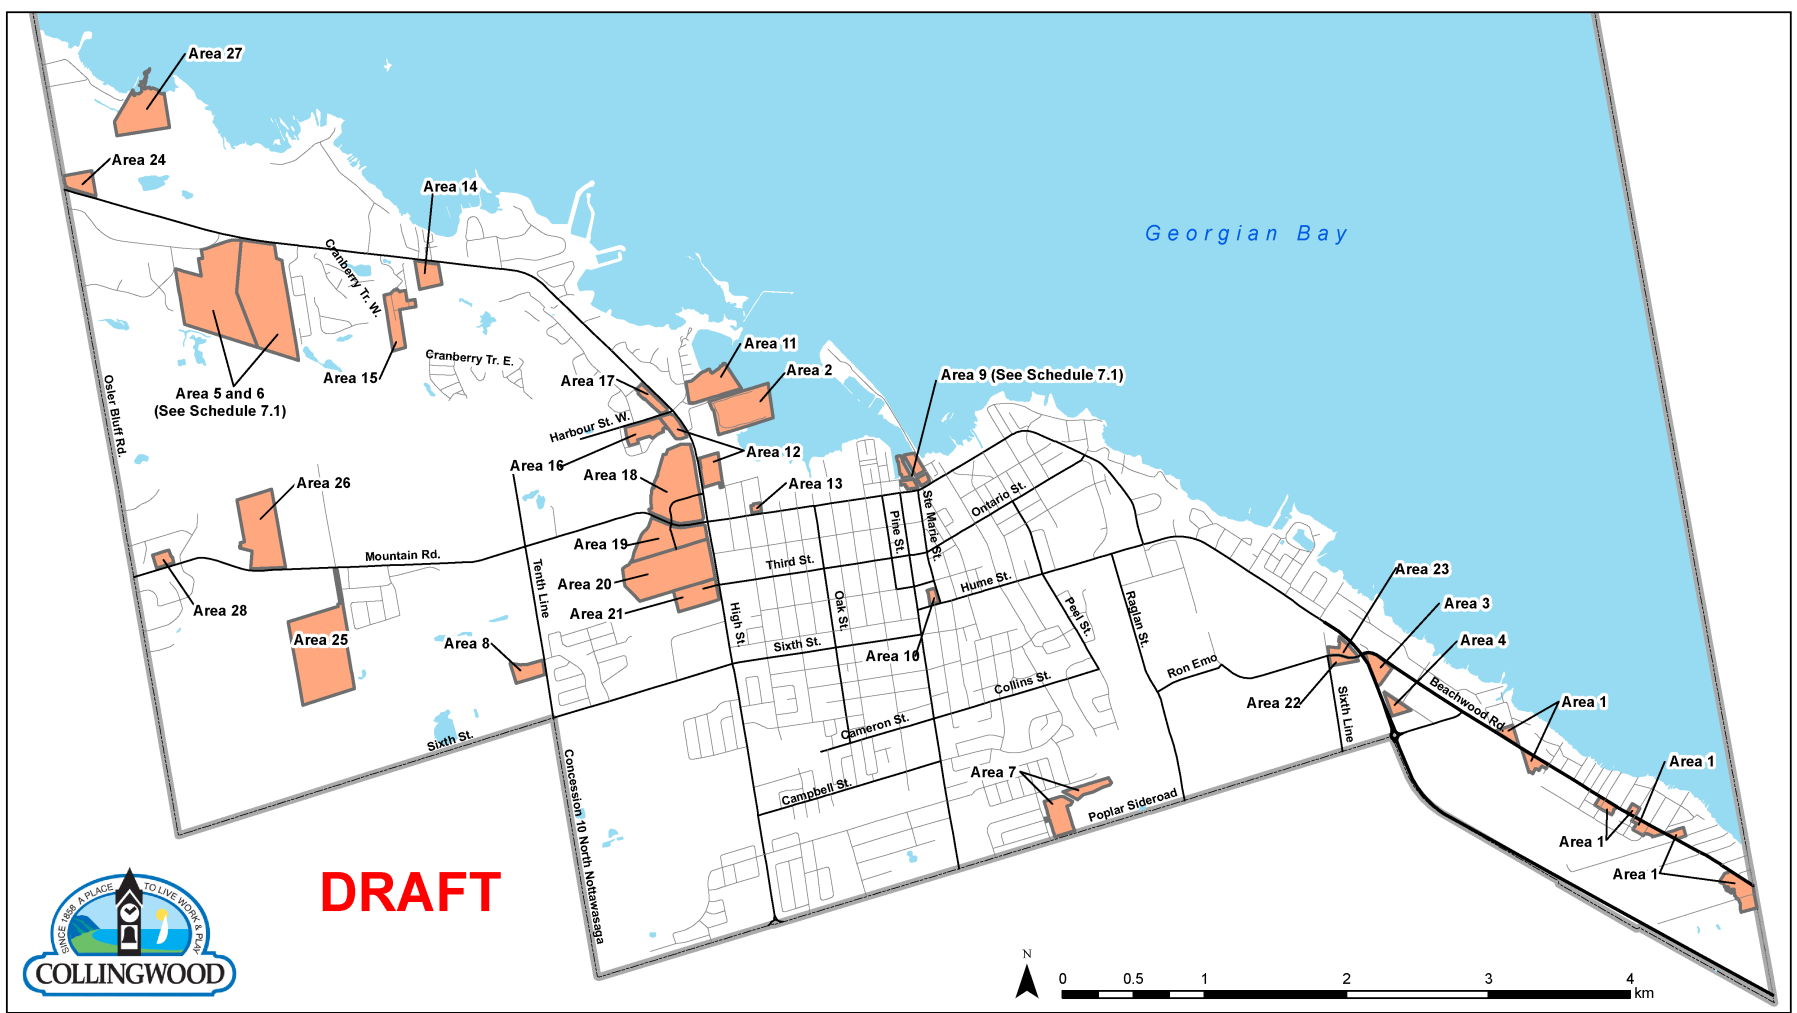 Area 27
Area 24
Area 14
Georgian Bay
Cranberry Tr. W.
Area 11
Cranberry Tr. E.
Area 2
Area 15
Area 17
Area 9 (See Schedule 7.1)
Area 5 and 6
(See Schedule 7.1)
Osler Bluff Rd.
Harbour St. W.
Area 12
Area 16
Area 18
Area 26
Area 13
Ste Marie St.
Ontario St.
Pine St.
Area 19
Mountain Rd.
Third St.
Area 20
Tenth Line
Hume St.
Area 23
Area 28
Area 21
High St.
Oak St.
Peel St.
Raglan St.
Area 3
Area 25
Area 8
Sixth St.
Area 10
Area 4
Ron Emo
Collins St.
Area 22
Sixth Line
Beachwood Rd.
Area 1
Cameron St.
Sixth St.
Concession 10 North Nottawasaga
Area 7
Campbell St.
Poplar Sideroad
Area 1
Area 1
Area 1
DRAFT
SINCE 1858 A PLACE TO LIVE WORK & PLAY
COLLINGWOOD
N
0 0.5 1 2 3 4
km